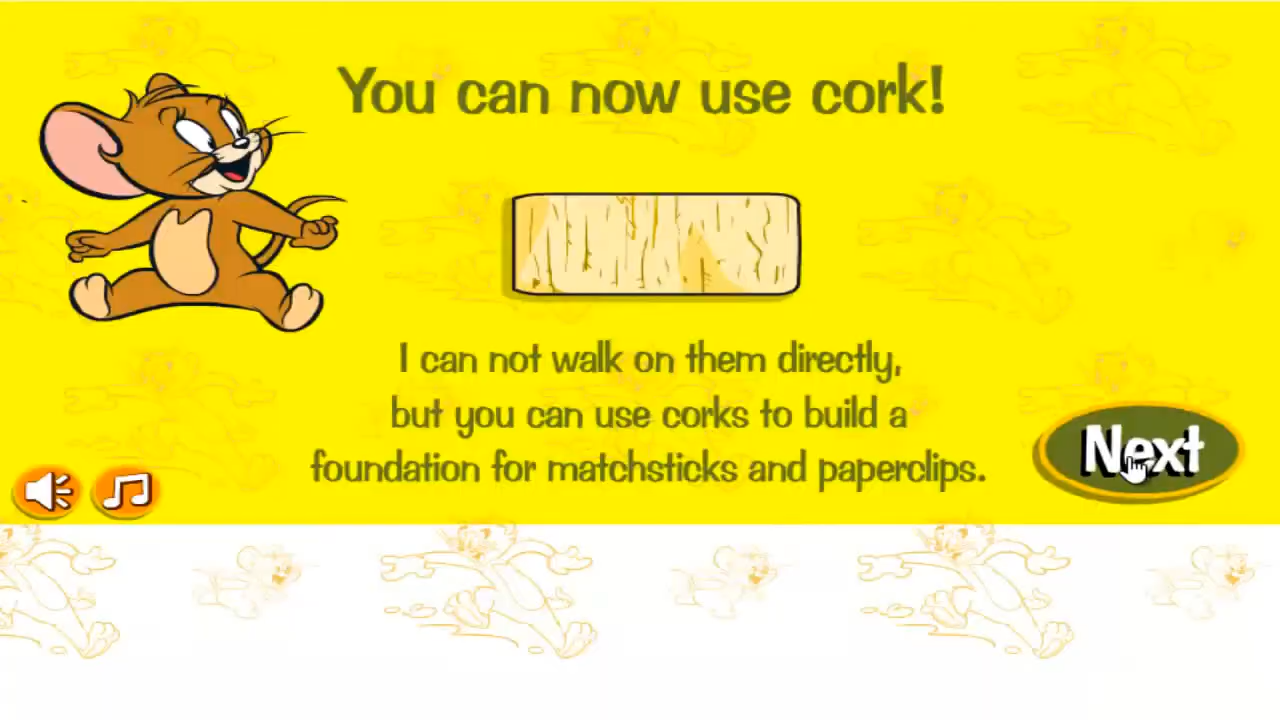 You can now use cork!
I can not walk on them directly,
but you can use corks to build a
foundation for matchsticks and paperclips.
Next